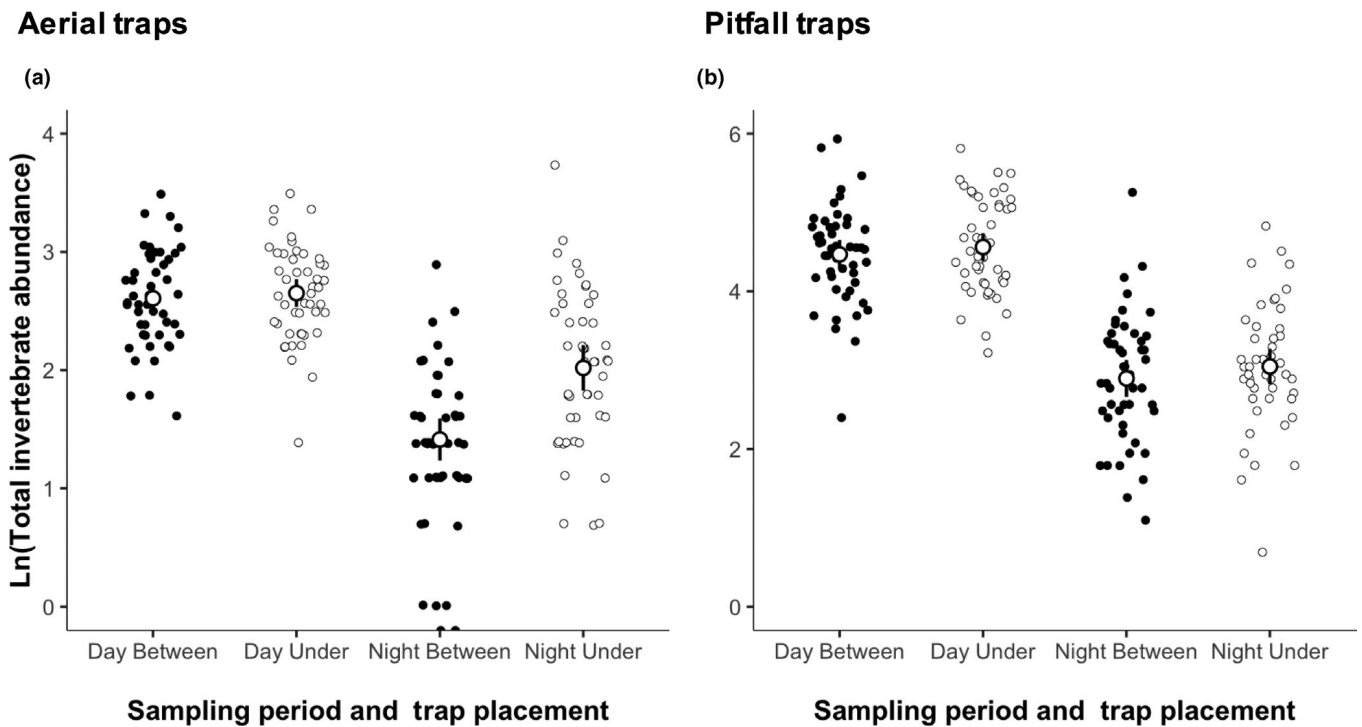 Aerial traps
Pitfall traps
(a)
(b)
Ln(Total invertebrate abundance)
4
3
2
1
0
Day Between
Day Under
Night Between
Night Under
Sampling period and trap placement
6
4
2
0
Day Between
Day Under
Night Between
Night Under
Sampling period and trap placement